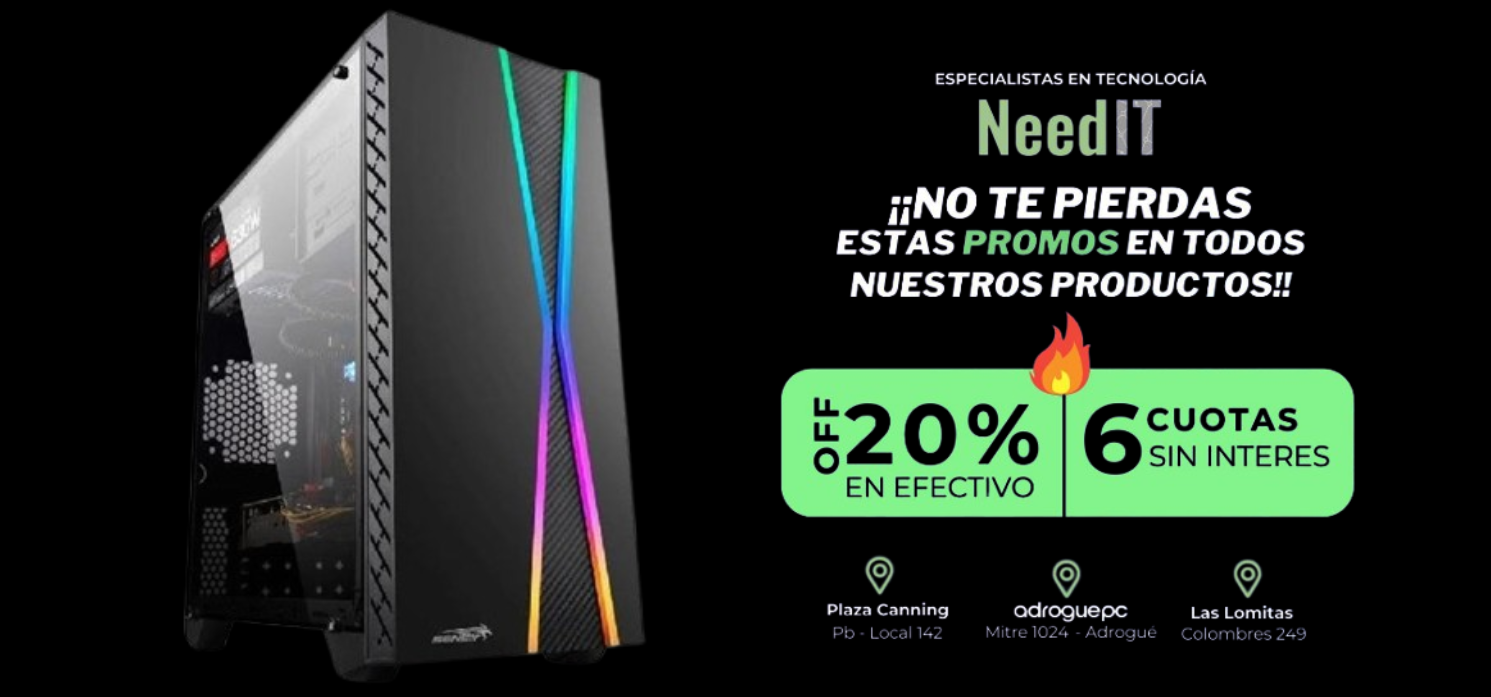 ESPECIALISTAS EN TECNOLOGÍA
NeedIT
¡¡NO TE PIERDAS
ESTAS PROMOS EN TODOS
NUESTROS PRODUCTOS!!
OFF 20%
EN EFECTIVO
6 CUOTAS
SIN INTERES
Plaza Canning
Pb - Local 142
adroguepc
Mitre 1024 - Adrogué
Las Lomitas
Colombres 249
SENTEY